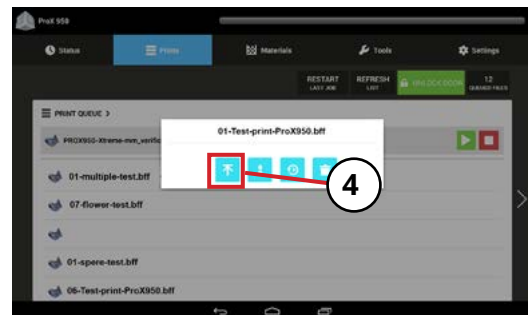 ProX 950
Status
Prints
Materials
Tools
Settings
RESTART
LAST JOB
REFRESH
LIST
UNLOCK DOOR
12
QUEUED FILES
PRINT QUEUE >
01-Test-print-ProX950.bff
01-multiple-test.bff
07-flower-test.bff
4
01-spere-test.bff
06-Test-print-ProX950.bff